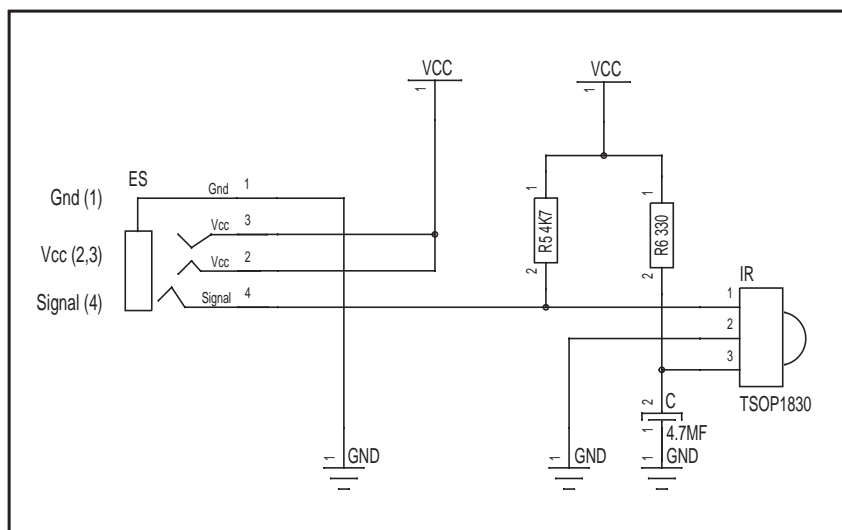 VCC
1
VCC
1
ES
Gnd (1)
Gnd 1
Vcc 3
Vcc (2,3)
Vcc 2
Signal (4)
Signal 4
1
R5 4K7
2
1
R6 330
2
IR
1
2
3
TSOP1830
2
C
1
4.7MF
1
GND
1
GND
1
GND